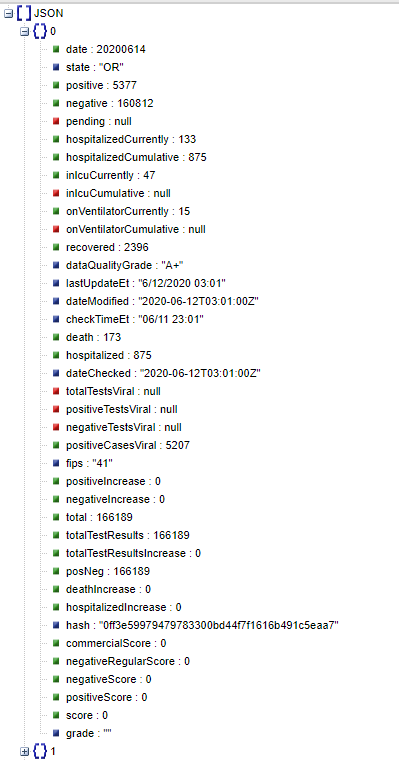 [ ] JSON
{ } 0
date : 20200614
state : "OR"
positive : 5377
negative : 160812
pending : null
hospitalizedCurrently : 133
hospitalizedCumulative : 875
inIcuCurrently : 47
inIcuCumulative : null
onVentilatorCurrently : 15
onVentilatorCumulative : null
recovered : 2396
dataQualityGrade : "A+"
lastUpdateEt : "6/12/2020 03:01"
dateModified : "2020-06-12T03:01:00Z"
checkTimeEt : "06/11 23:01"
death : 173
hospitalized : 875
dateChecked : "2020-06-12T03:01:00Z"
totalTestsViral : null
positiveTestsViral : null
negativeTestsViral : null
positiveCasesViral : 5207
fips : "41"
positiveIncrease : 0
negativeIncrease : 0
total : 166189
totalTestResults : 166189
totalTestResultsIncrease : 0
posNeg : 166189
deathIncrease : 0
hospitalizedIncrease : 0
hash : "0ff3e59979479783300bd44f7f1616b491c5eaa7"
commercialScore : 0
negativeRegularScore : 0
negativeScore : 0
positiveScore : 0
score : 0
grade : ""
{ } 1